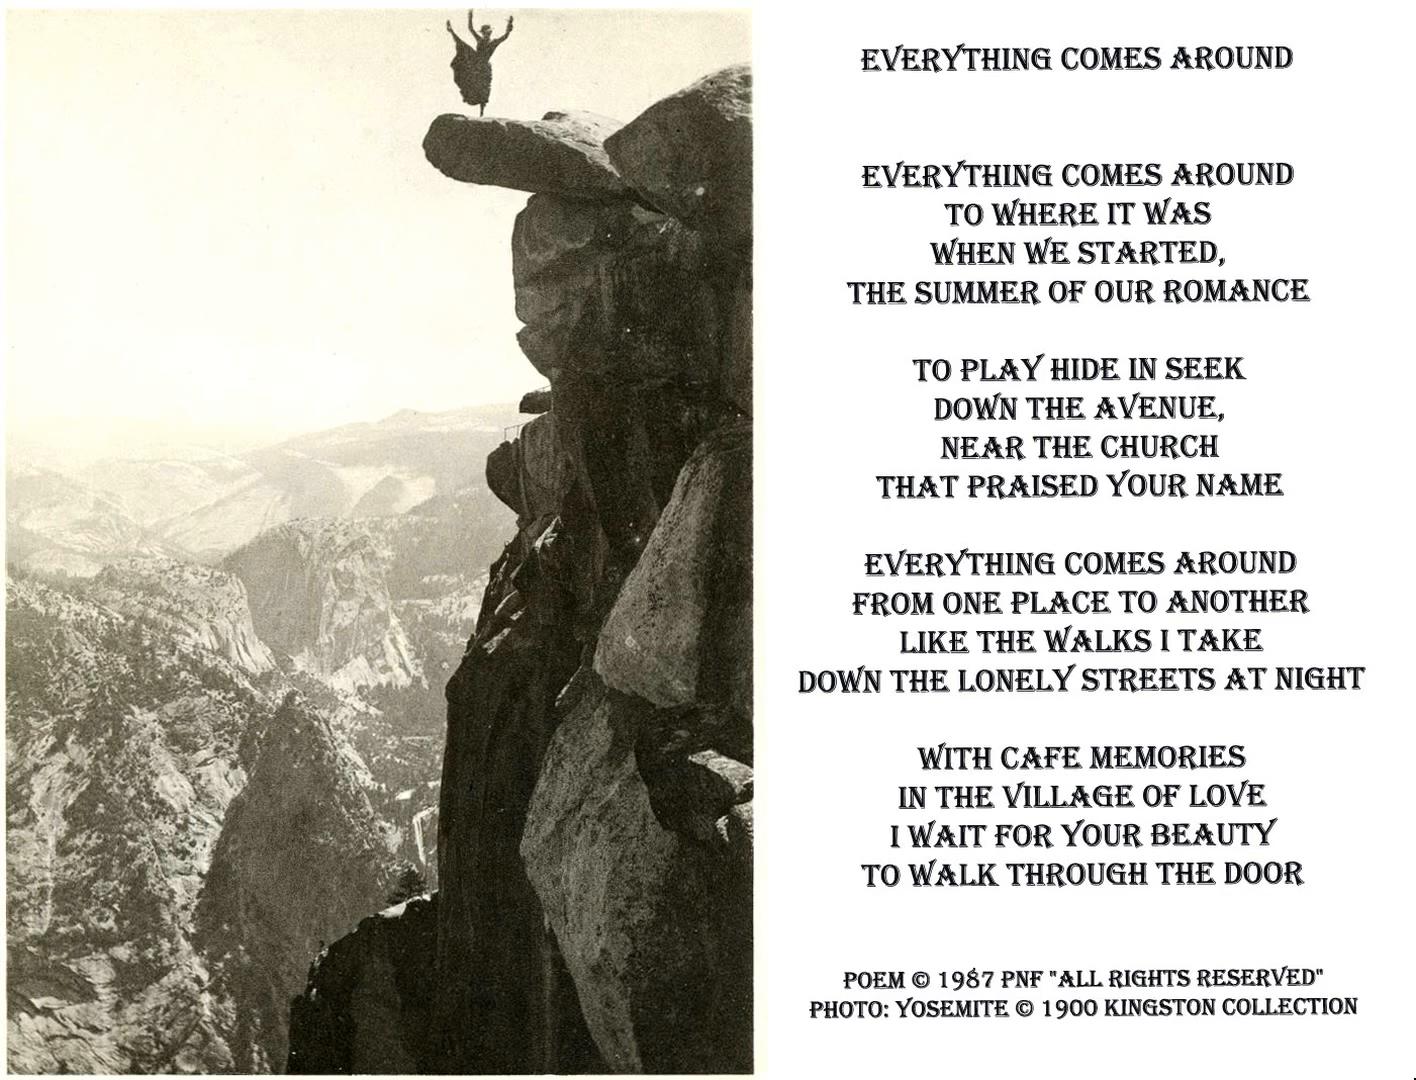 EVERYTHING COMES AROUND
EVERYTHING COMES AROUND
TO WHERE IT WAS
WHEN WE STARTED,
THE SUMMER OF OUR ROMANCE
TO PLAY HIDE IN SEEK
DOWN THE AVENUE,
NEAR THE CHURCH
THAT PRAISED YOUR NAME
EVERYTHING COMES AROUND
FROM ONE PLACE TO ANOTHER
LIKE THE WALKS I TAKE
DOWN THE LONELY STREETS AT NIGHT
WITH CAFE MEMORIES
IN THE VILLAGE OF LOVE
I WAIT FOR YOUR BEAUTY
TO WALK THROUGH THE DOOR
POEM © 1987 PNF "ALL RIGHTS RESERVED"
PHOTO: YOSEMITE © 1900 KINGSTON COLLECTION